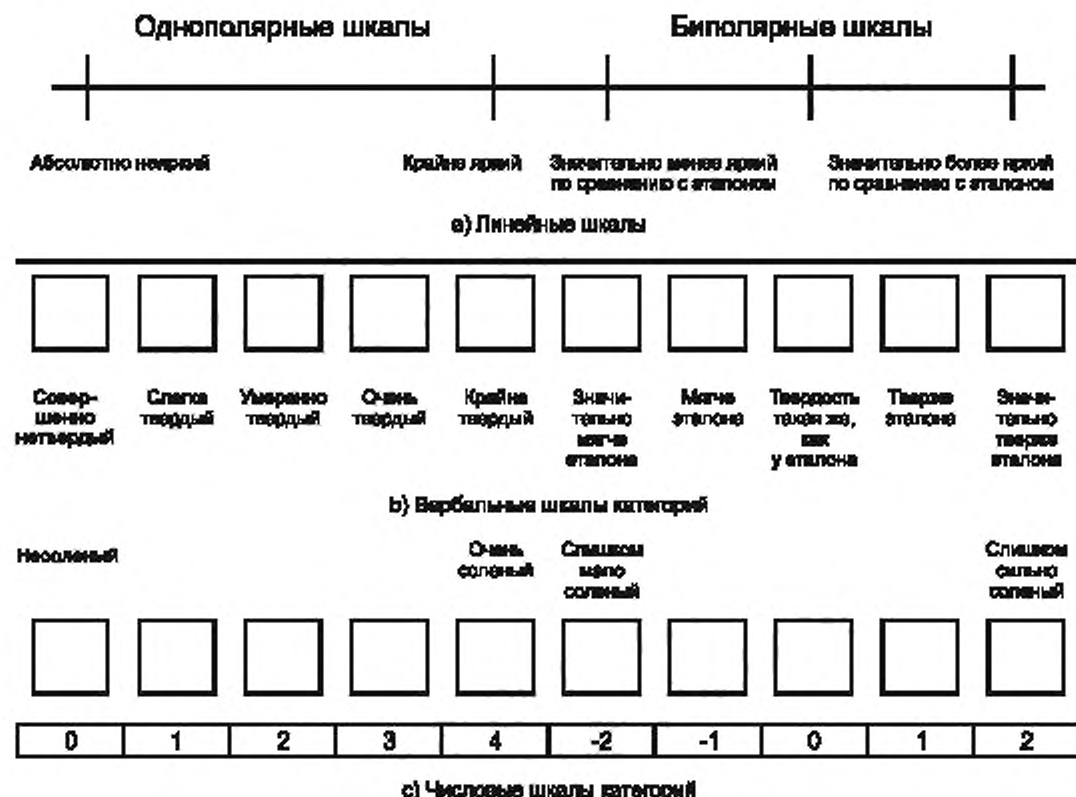 Однополярные шкалы
Биполярные шкалы
Абсолютно неяркий
Крайне яркий
Значительно менее яркий
по сравнению с эталоном
Значительно более яркий
по сравнению с эталоном
a) Линейные шкалы
Совер-
шенно
нетвердый
Слегка
твердый
Умеренно
твердый
Очень
твердый
Крайне
твердый
Значи-
тельно
мягче
эталона
Мягче
эталона
Твердость
такая же,
как
у эталона
Тверже
эталона
Значи-
тельно
тверже
эталона
b) Вербальные шкалы категорий
Несоленый
Очень
соленый
Слишком
мало
соленый
Слишком
сильно
соленый
0 1 2 3 4 -2 -1 0 1 2
c) Числовые шкалы категорий